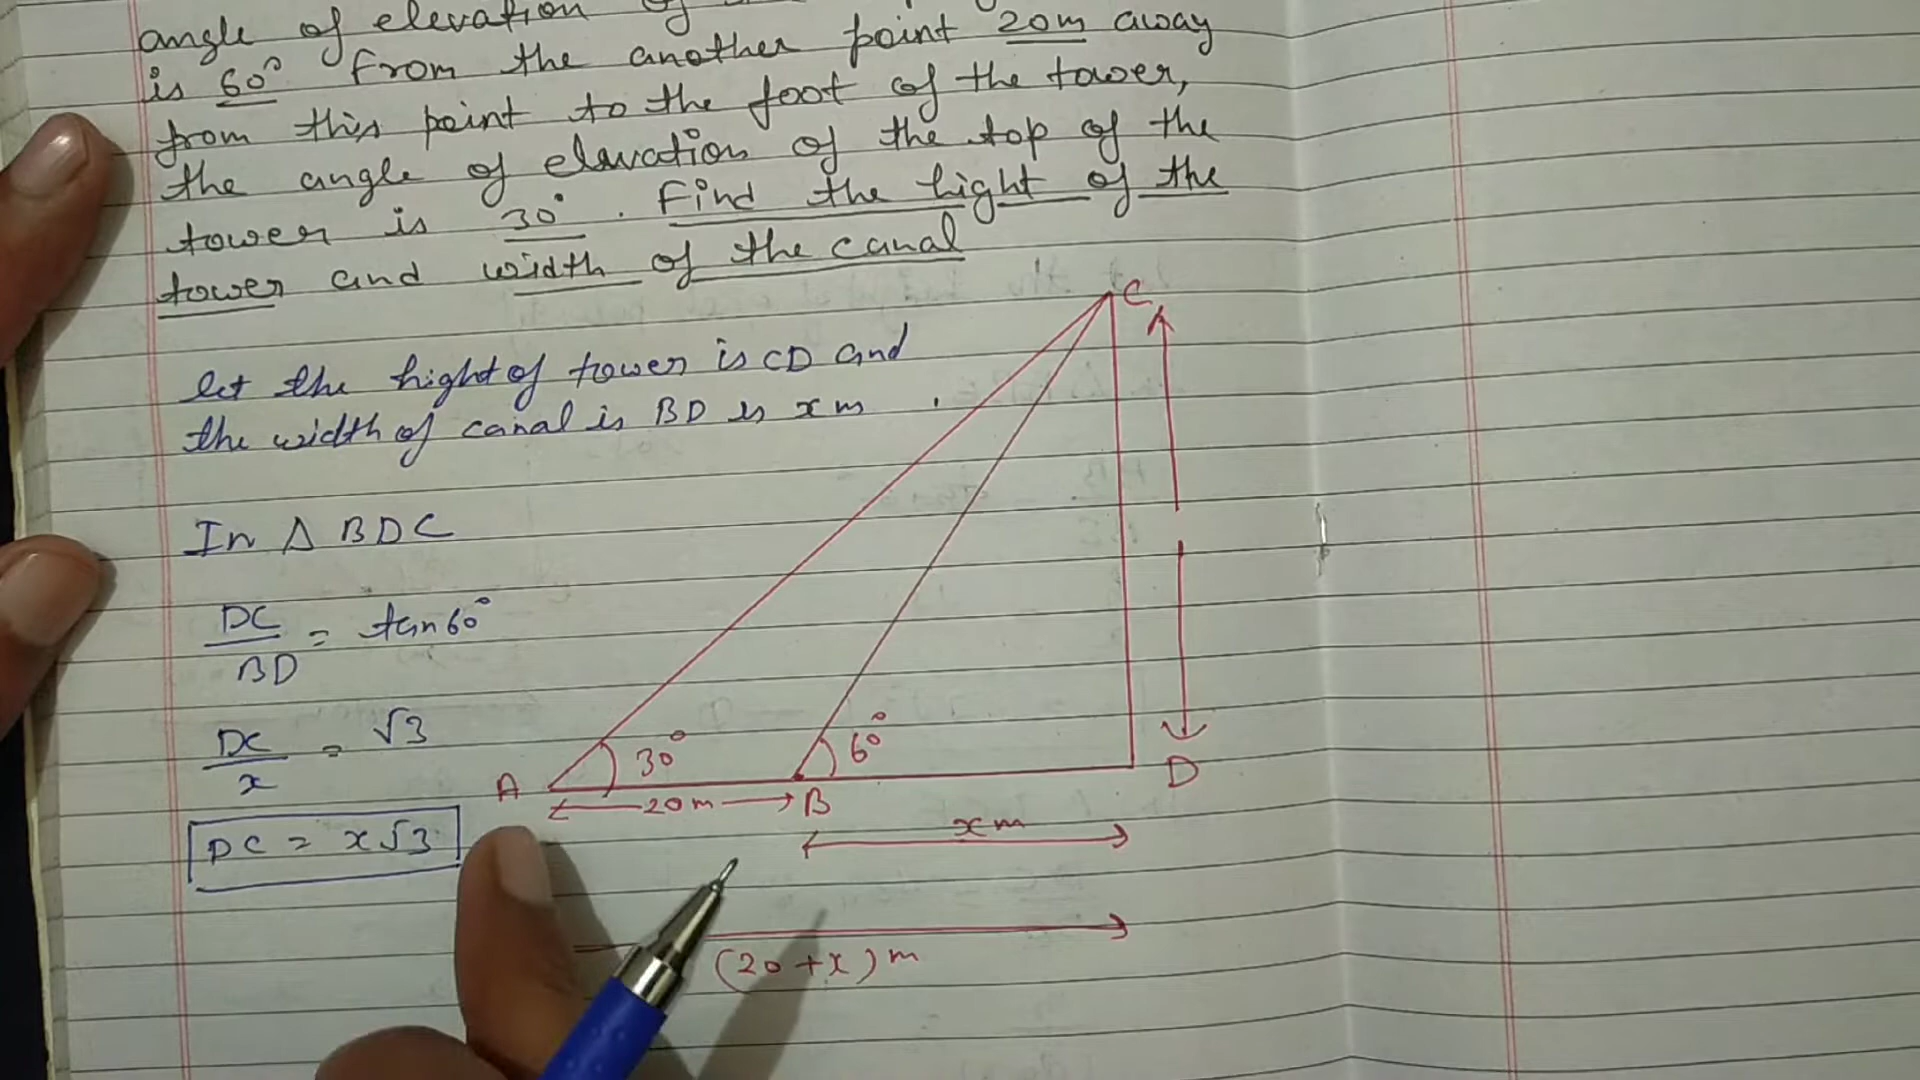 angle of elevation of
is 60° from the another point 20m away
from this point to the foot of the tower,
the angle of elevation of the top of the
tower is 30°. Find the hight of the
tower and width of the canal
let the hight of tower is CD and
the width of canal is BD is x m .
In Δ BDC
DC/BD = tan60°
DC/x = √3
DC = x√3
C
A
30°
60°
D
20m
B
x m
(20+x)m